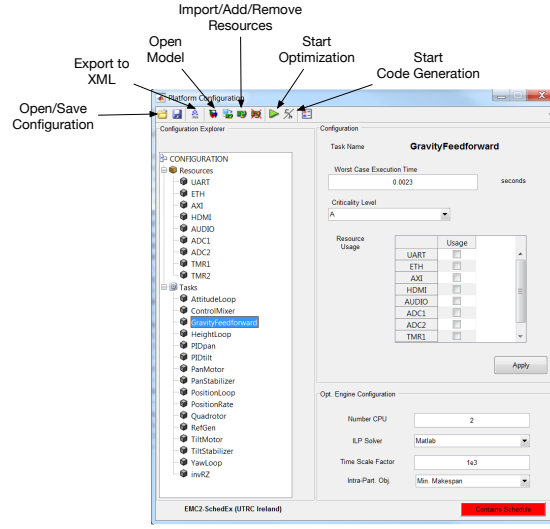 Import/Add/Remove
Resources
Open
Model
Start
Optimization
Export to
XML
Start
Code Generation
Open/Save
Configuration
Platform Configuration
Configuration Explorer
CONFIGURATION
Resources
UART
ETH
AXI
HDMI
AUDIO
ADC1
ADC2
TMR1
TMR2
Tasks
AttitudeLoop
ControlMixer
GravityFeedforward
HeightLoop
PIDpan
PIDtilt
PanMotor
PanStabilizer
PositionLoop
PositionRate
Quadrotor
RefGen
TiltMotor
TiltStabilizer
YawLoop
invRZ
Configuration
Task Name GravityFeedforward
Worst Case Execution Time
0.0023 seconds
Criticality Level
A
Resource
Usage
Usage
UART
ETH
AXI
HDMI
AUDIO
ADC1
ADC2
TMR1
Apply
Opt. Engine Configuration
Number CPU 2
ILP Solver Matlab
Time Scale Factor 1e3
Intra-Part. Obj. Min. Makespan
EMC2-SchedEx (UTRC Ireland)
Contains Schedule